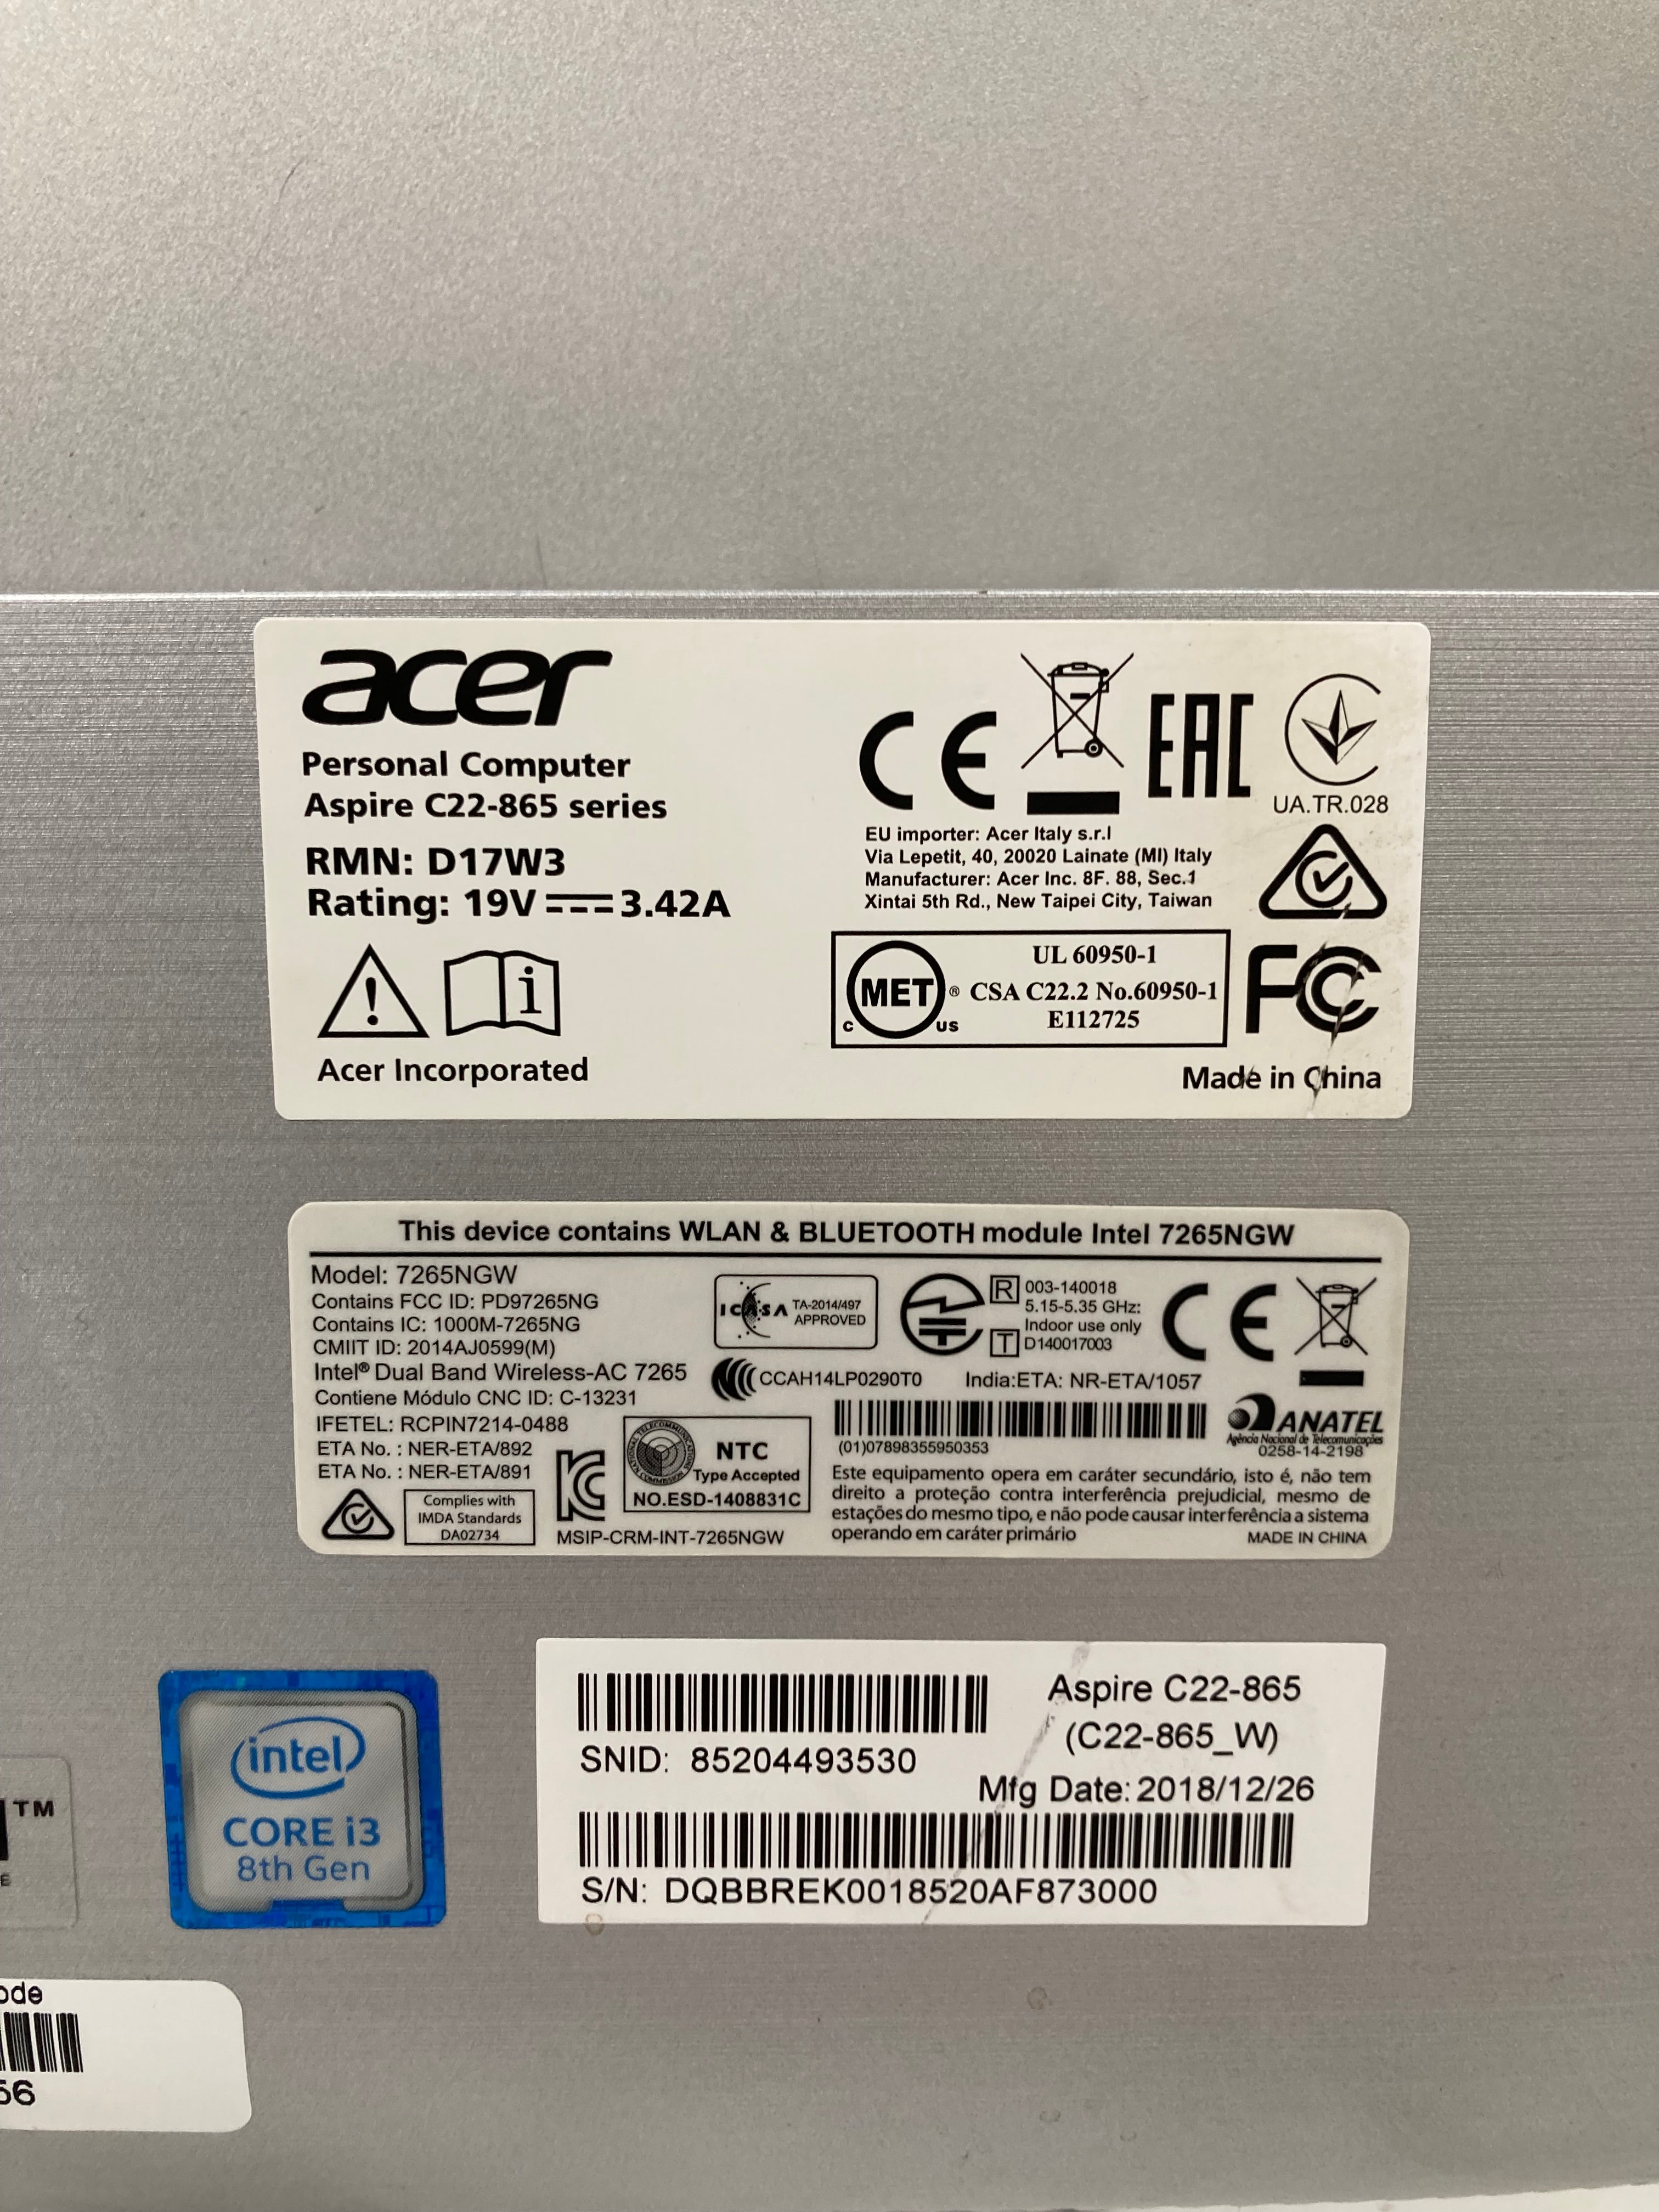 acer
Personal Computer
Aspire C22-865 series
RMN: D17W3
Rating: 19V 3.42A
i
Acer Incorporated
CE
EAC
UA.TR.028
EU importer: Acer Italy s.r.l
Via Lepetit, 40, 20020 Lainate (MI) Italy
Manufacturer: Acer Inc. 8F. 88, Sec.1
Xintai 5th Rd., New Taipei City, Taiwan
MET ® C US
UL 60950-1
CSA C22.2 No.60950-1
E112725
FC
Made in China
This device contains WLAN & BLUETOOTH module Intel 7265NGW
Model: 7265NGW
Contains FCC ID: PD97265NG
Contains IC: 1000M-7265NG
CMIIT ID: 2014AJ0599(M)
Intel® Dual Band Wireless-AC 7265
Contiene Módulo CNC ID: C-13231
IFETEL: RCPIN7214-0488
ETA No. : NER-ETA/892
ETA No. : NER-ETA/891
Complies with
IMDA Standards
DA02734
ICASA TA-2014/497
APPROVED
R 003-140018
5.15-5.35 GHz:
Indoor use only
T D140017003
CE
CCAH14LP0290T0
India:ETA: NR-ETA/1057
NTC
Type Accepted
NO.ESD-1408831C
MSIP-CRM-INT-7265NGW
(01)07898355950353
ANATEL
Agência Nacional de Telecomunicações
0258-14-2198
Este equipamento opera em caráter secundário, isto é, não tem
direito a proteção contra interferência prejudicial, mesmo de
estações do mesmo tipo, e não pode causar interferência a sistema
operando em caráter primário
MADE IN CHINA
intel
CORE i3
8th Gen
TM
SNID: 85204493530
Aspire C22-865
(C22-865_W)
Mfg Date: 2018/12/26
S/N: DQBBREK0018520AF873000
ode
56